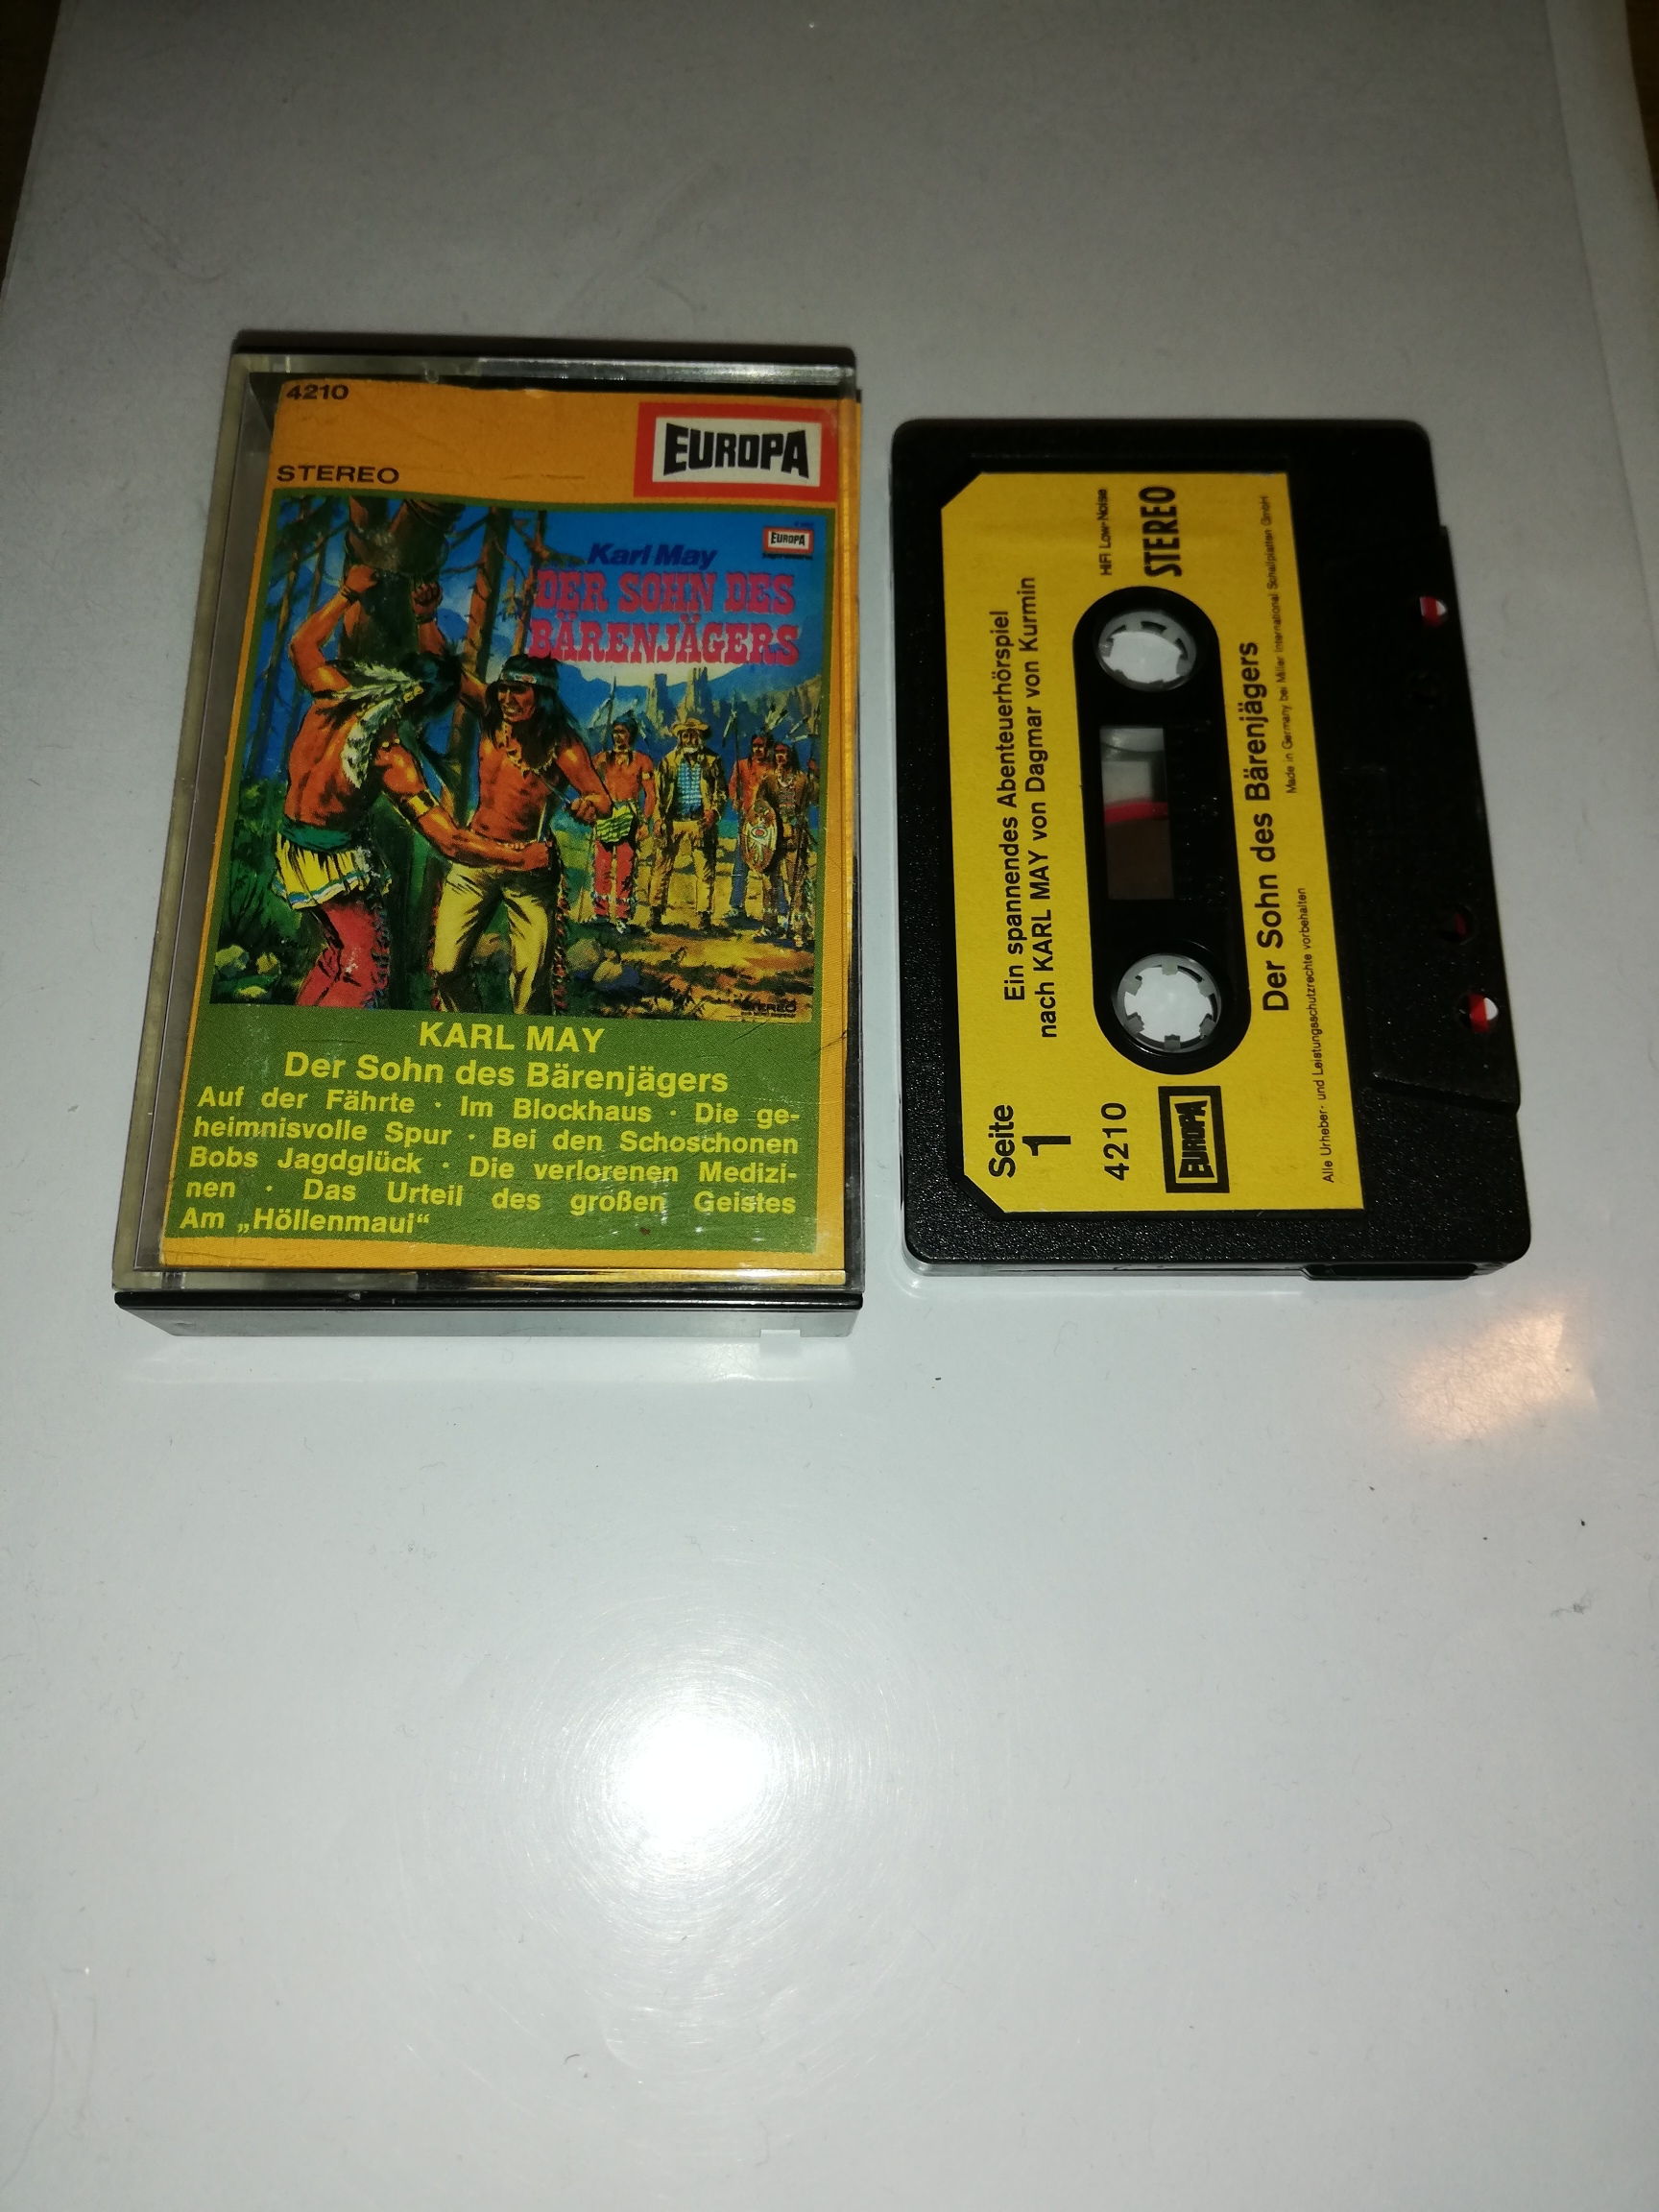 4210
EUROPA
STEREO
EUROPA
Karl May
DER SOHN DES
BÄRENJÄGERS
STEREO
KARL MAY
Der Sohn des Bärenjägers
Auf der Fährte · Im Blockhaus · Die ge-
heimnisvolle Spur · Bei den Schoschonen
Bobs Jagdglück · Die verlorenen Medizi-
nen · Das Urteil des großen Geistes
Am „Höllenmaul“
Ein spannendes Abenteuerhörspiel
nach KARL MAY von Dagmar von Kurmin
HiFi Low-Noise
STEREO
Seite
1
4210
EUROPA
Der Sohn des Bärenjägers
Made in Germany bei Miller International Schallplatten GmbH
Alle Urheber- und Leistungsschutzrechte vorbehalten